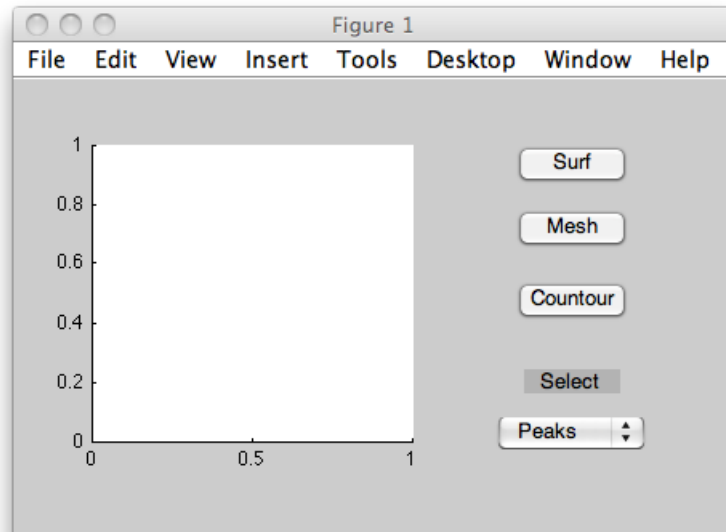 Figure 1
File Edit View Insert Tools Desktop Window Help
1
0.8
0.6
0.4
0.2
0
0 0.5 1
Surf
Mesh
Countour
Select
Peaks